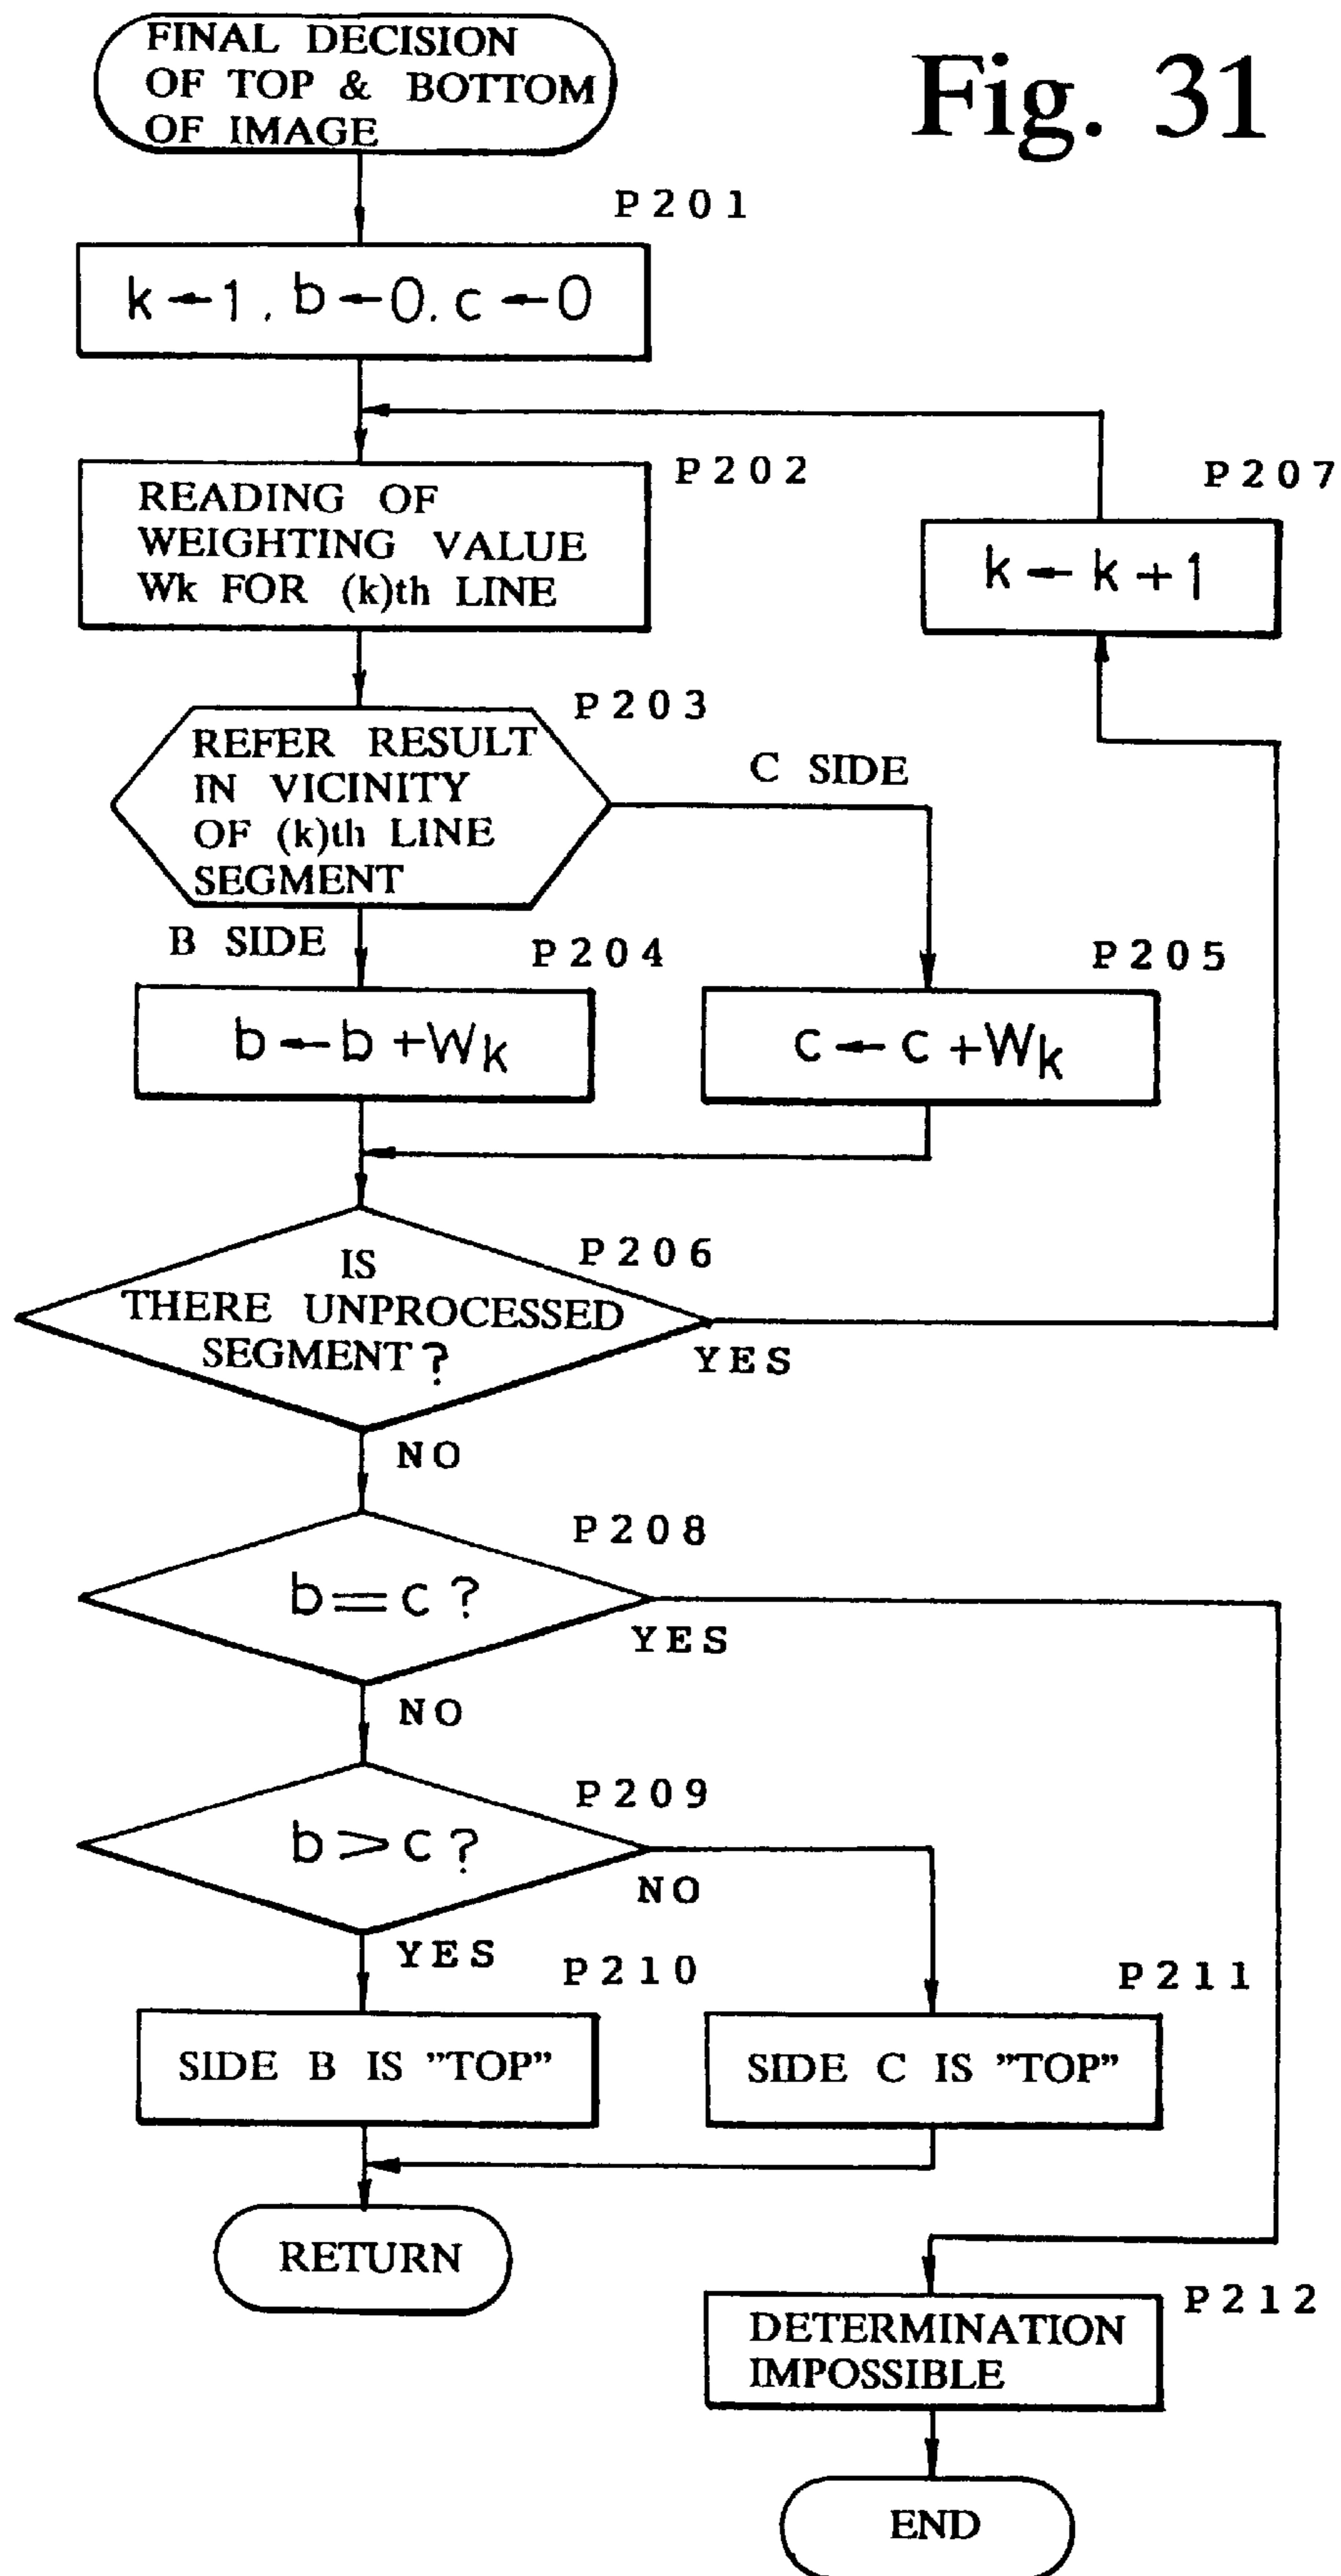 FINAL DECISION
OF TOP & BOTTOM
OF IMAGE
Fig. 31
P201
k←1, b←0, c←0
P202
READING OF
WEIGHTING VALUE
Wk FOR (k)th LINE
P207
k←k+1
P203
REFER RESULT
IN VICINITY
OF (k)th LINE
SEGMENT
C SIDE
B SIDE
P204
b←b+Wk
P205
c←c+Wk
P206
IS
THERE UNPROCESSED
SEGMENT?
YES
NO
P208
b=c?
YES
NO
P209
b>c?
NO
YES
P210
SIDE B IS "TOP"
P211
SIDE C IS "TOP"
RETURN
P212
DETERMINATION
IMPOSSIBLE
END